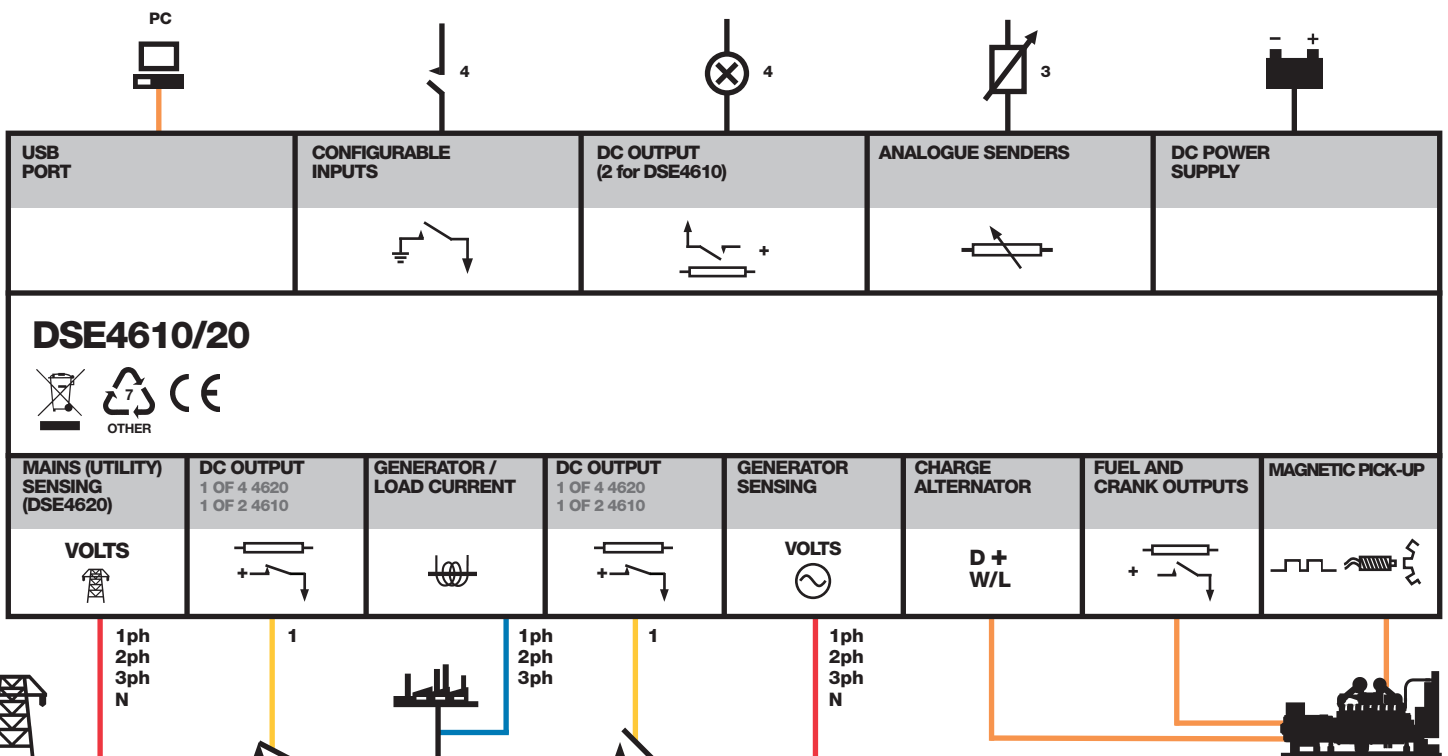 PC
4
4
3
− +
USB
PORT
CONFIGURABLE
INPUTS
DC OUTPUT
(2 for DSE4610)
ANALOGUE SENDERS
DC POWER
SUPPLY
+
DSE4610/20
7
OTHER
CE
MAINS (UTILITY)
SENSING
(DSE4620)
DC OUTPUT
1 OF 4 4620
1 OF 2 4610
GENERATOR /
LOAD CURRENT
DC OUTPUT
1 OF 4 4620
1 OF 2 4610
GENERATOR
SENSING
CHARGE
ALTERNATOR
FUEL AND
CRANK OUTPUTS
MAGNETIC PICK-UP
VOLTS
+
+
VOLTS
D +
W/L
+
1ph
2ph
3ph
N
1
1ph
2ph
3ph
1
1ph
2ph
3ph
N